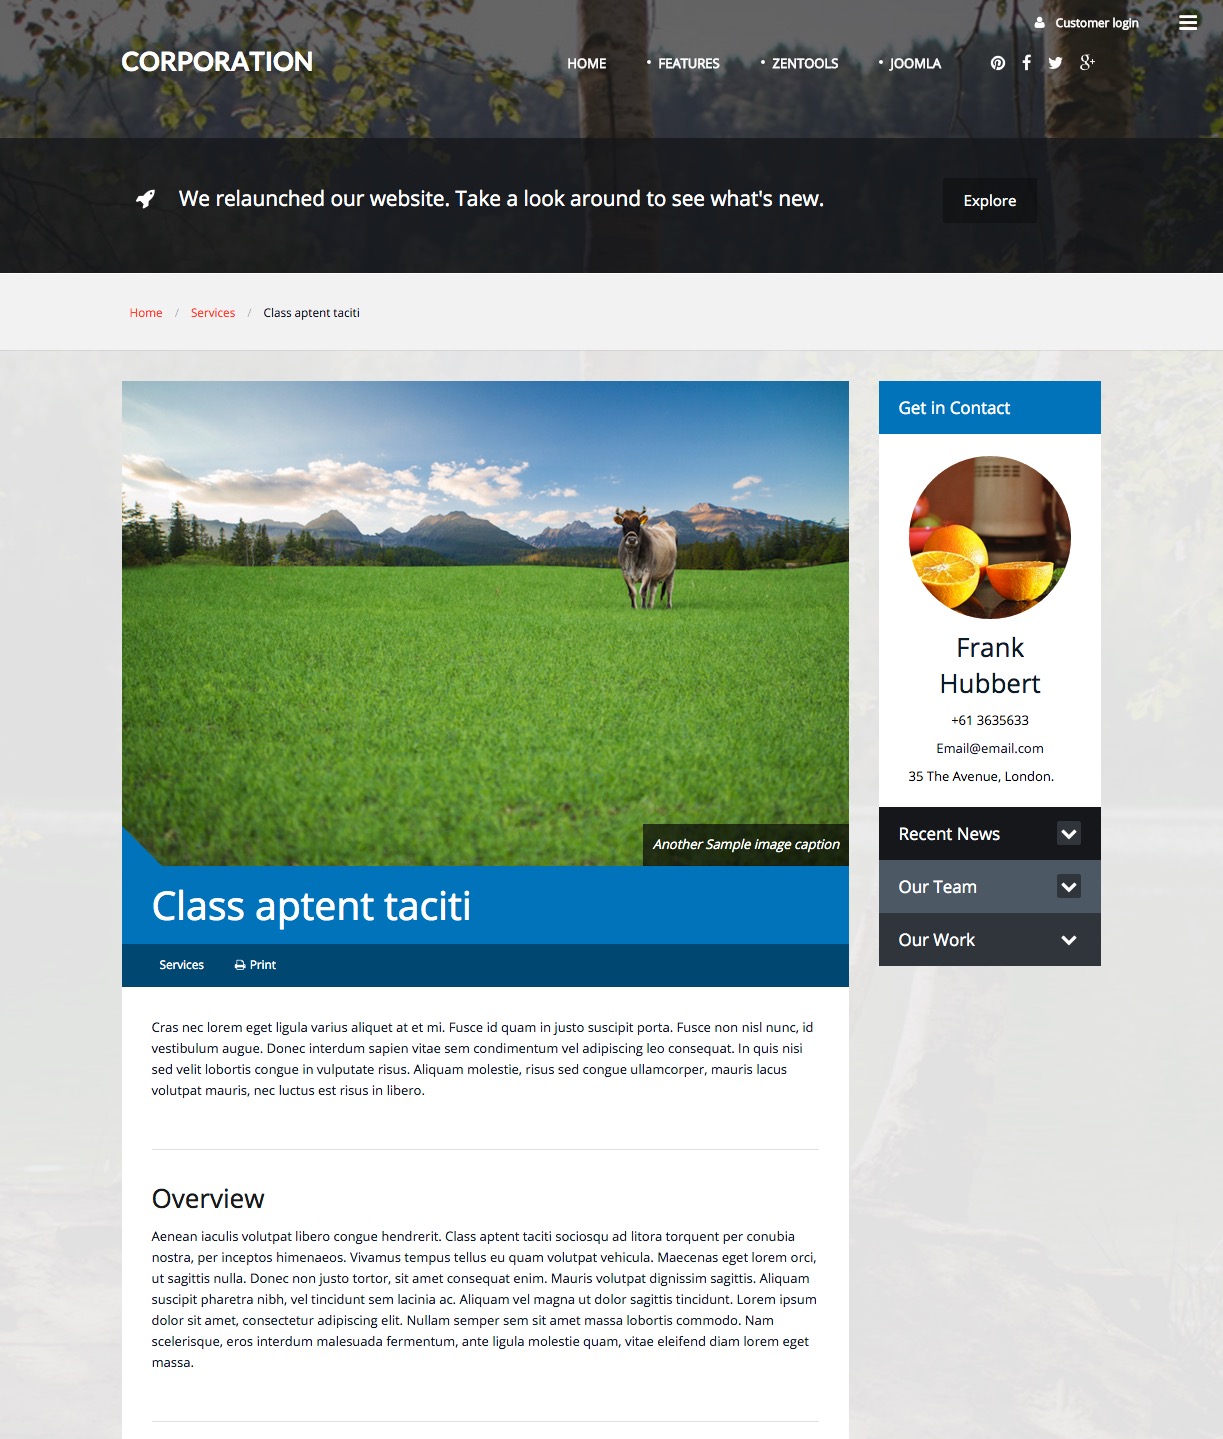 Customer login
CORPORATION
HOME
• FEATURES
• ZENTOOLS
• JOOMLA
We relaunched our website. Take a look around to see what's new.
Explore
Home / Services / Class aptent taciti
Another Sample image caption
Class aptent taciti
Services
Print
Cras nec lorem eget ligula varius aliquet at et mi. Fusce id quam in justo suscipit porta. Fusce non nisl nunc, id
vestibulum augue. Donec interdum sapien vitae sem condimentum vel adipiscing leo consequat. In quis nisi
sed velit lobortis congue in vulputate risus. Aliquam molestie, risus sed congue ullamcorper, mauris lacus
volutpat mauris, nec luctus est risus in libero.
Overview
Aenean iaculis volutpat libero congue hendrerit. Class aptent taciti sociosqu ad litora torquent per conubia
nostra, per inceptos himenaeos. Vivamus tempus tellus eu quam volutpat vehicula. Maecenas eget lorem orci,
ut sagittis nulla. Donec non justo tortor, sit amet consequat enim. Mauris volutpat dignissim sagittis. Aliquam
suscipit pharetra nibh, vel tincidunt sem lacinia ac. Aliquam vel magna ut dolor sagittis tincidunt. Lorem ipsum
dolor sit amet, consectetur adipiscing elit. Nullam semper sem sit amet massa lobortis commodo. Nam
scelerisque, eros interdum malesuada fermentum, ante ligula molestie quam, vitae eleifend diam lorem eget
massa.
Get in Contact
Frank
Hubbert
+61 3635633
Email@email.com
35 The Avenue, London.
Recent News
Our Team
Our Work